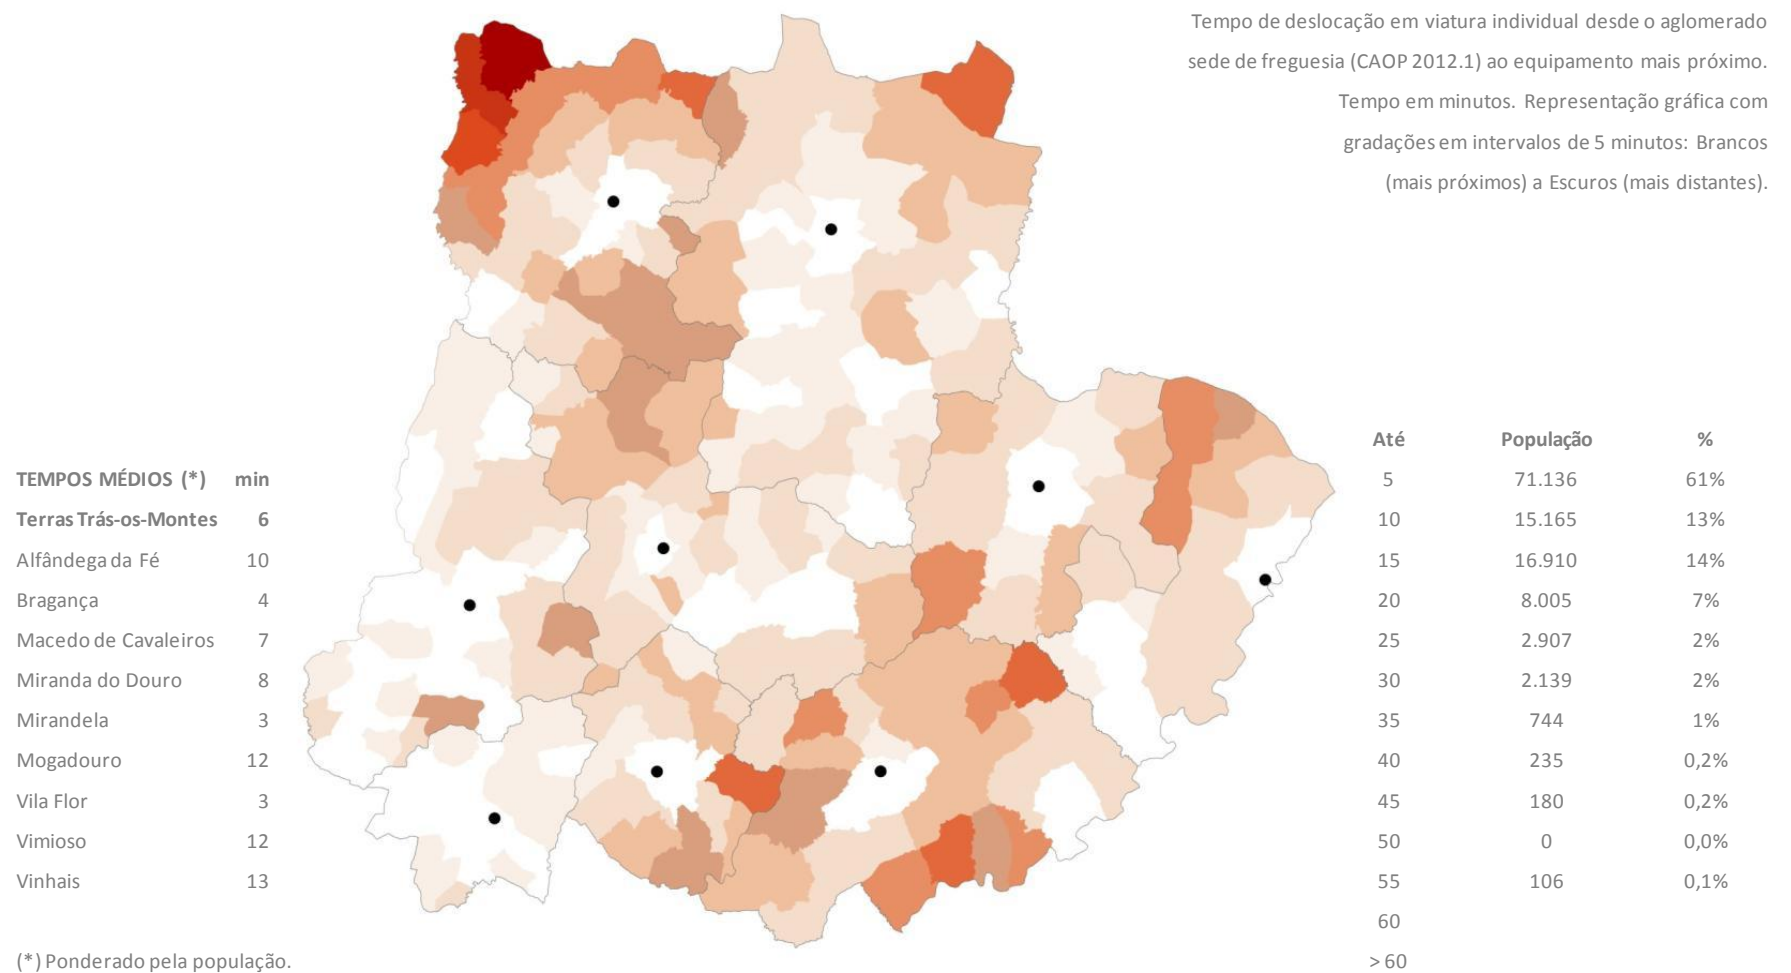 Tempo de deslocação em viatura individual desde o aglomerado
sede de freguesia (CAOP 2012.1) ao equipamento mais próximo.
Tempo em minutos. Representação gráfica com
gradações em intervalos de 5 minutos: Brancos
(mais próximos) a Escuros (mais distantes).
TEMPOS MÉDIOS (*) min
Terras Trás-os-Montes 6
Alfândega da Fé 10
Bragança 4
Macedo de Cavaleiros 7
Miranda do Douro 8
Mirandela 3
Mogadouro 12
Vila Flor 3
Vimioso 12
Vinhais 13
(*) Ponderado pela população.
Até População %
5 71.136 61%
10 15.165 13%
15 16.910 14%
20 8.005 7%
25 2.907 2%
30 2.139 2%
35 744 1%
40 235 0,2%
45 180 0,2%
50 0 0,0%
55 106 0,1%
60
> 60